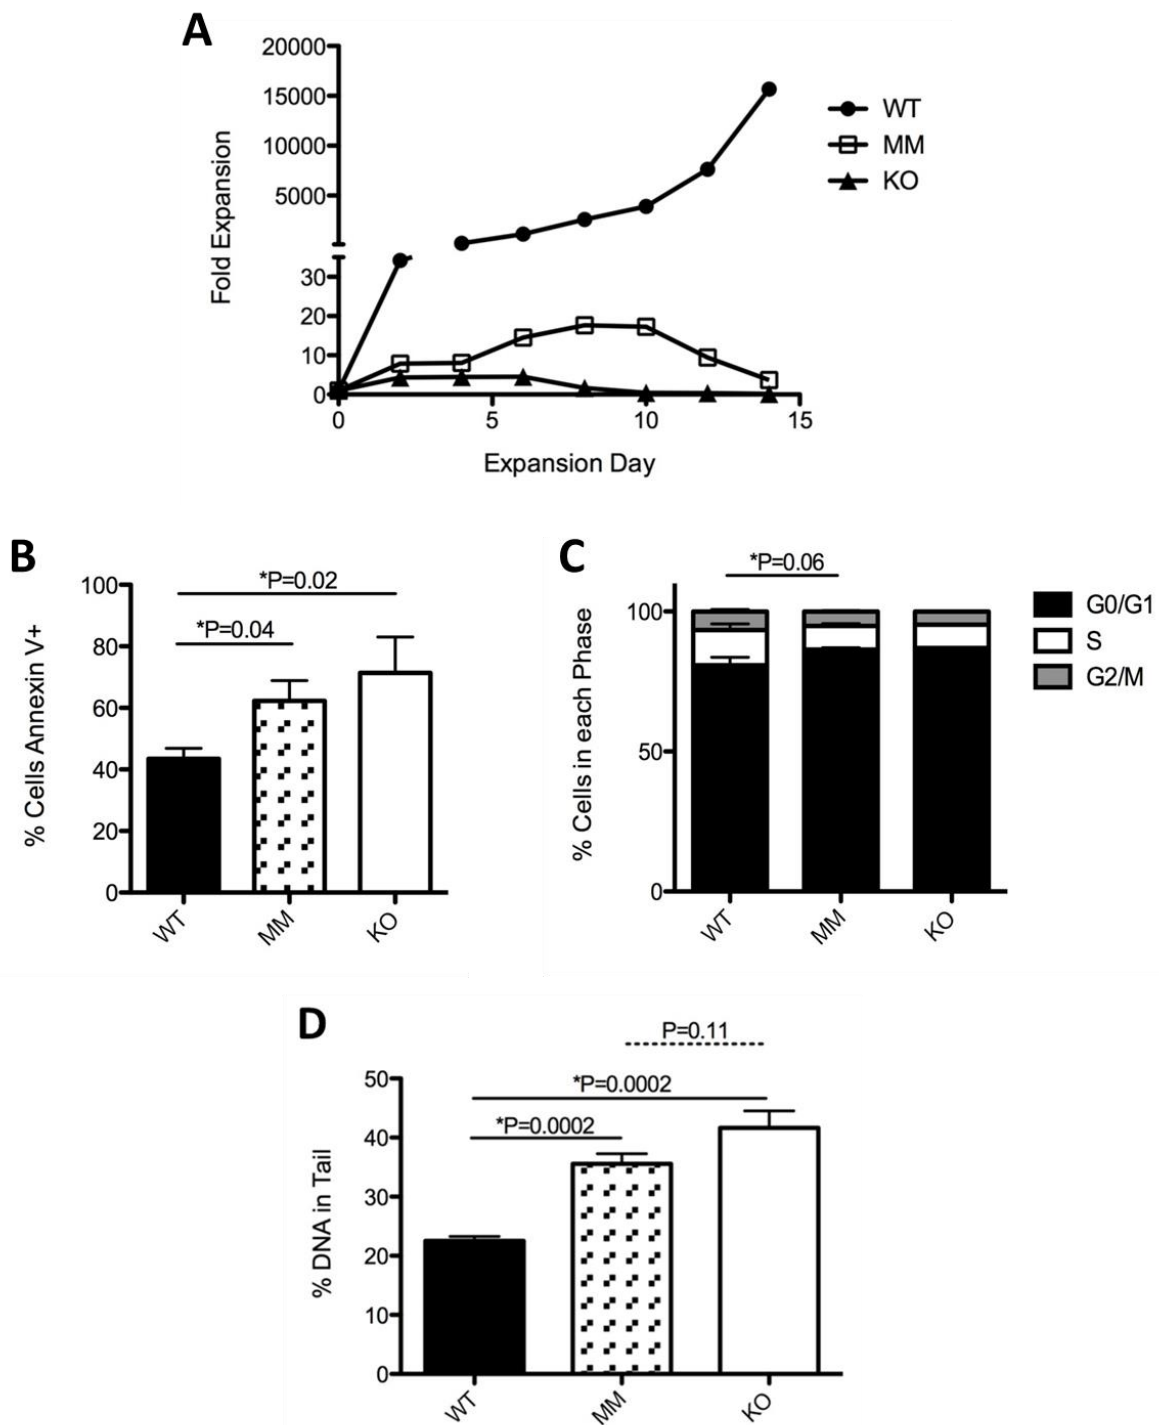 A
20000
15000
10000
5000
30
20
10
0
Fold Expansion
0 5 10 15
Expansion Day
WT
MM
KO
B
100
80
60
40
20
0
% Cells Annexin V+
*P=0.02
*P=0.04
WT MM KO
C
*P=0.06
100
50
0
% Cells in each Phase
WT MM KO
G0/G1
S
G2/M
D
P=0.11
*P=0.0002
*P=0.0002
50
40
30
20
10
0
% DNA in Tail
WT MM KO